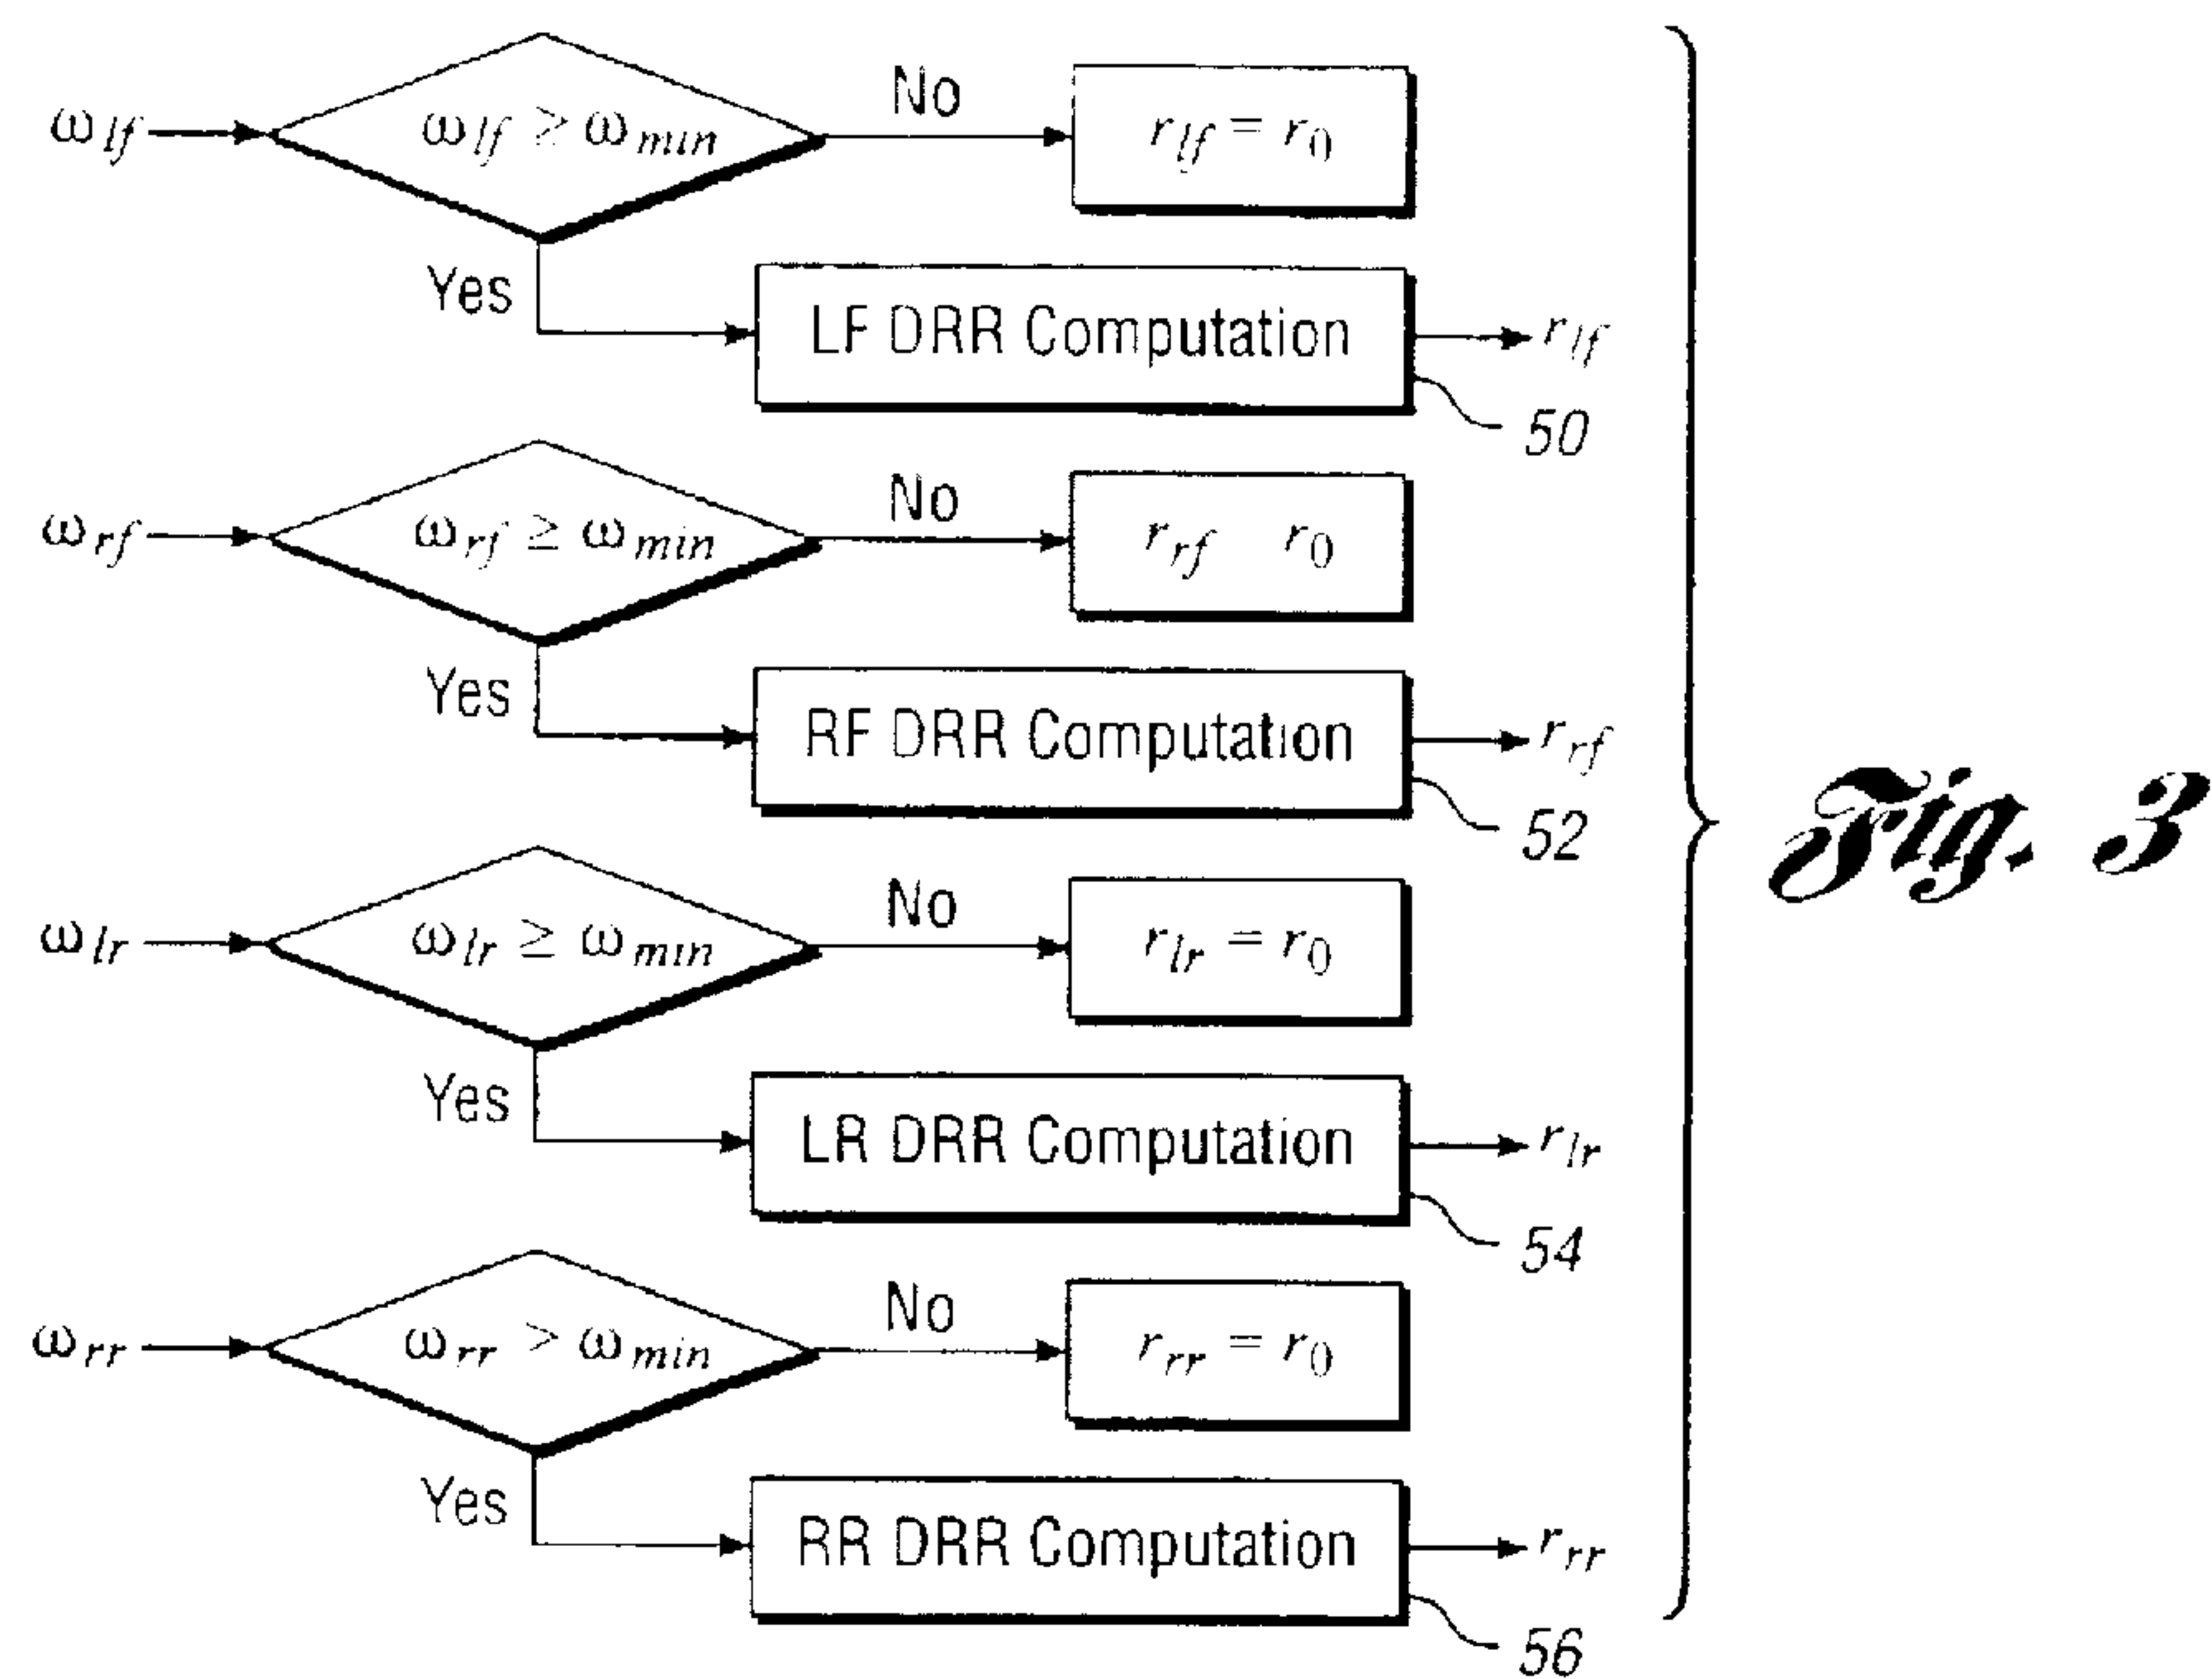 No
ω_lf
ω_lf ≥ ω_min
r_lf = r_0
Yes
LF DRR Computation
r_lf
50
No
ω_rf
ω_rf ≥ ω_min
r_rf r_0
Yes
RF DRR Computation
r_rf
52
Fig. 3
No
ω_lr
ω_lr ≥ ω_min
r_lr = r_0
Yes
LR DRR Computation
r_lr
54
No
ω_rr
ω_rr > ω_min
r_rr = r_0
Yes
RR DRR Computation
r_rr
56